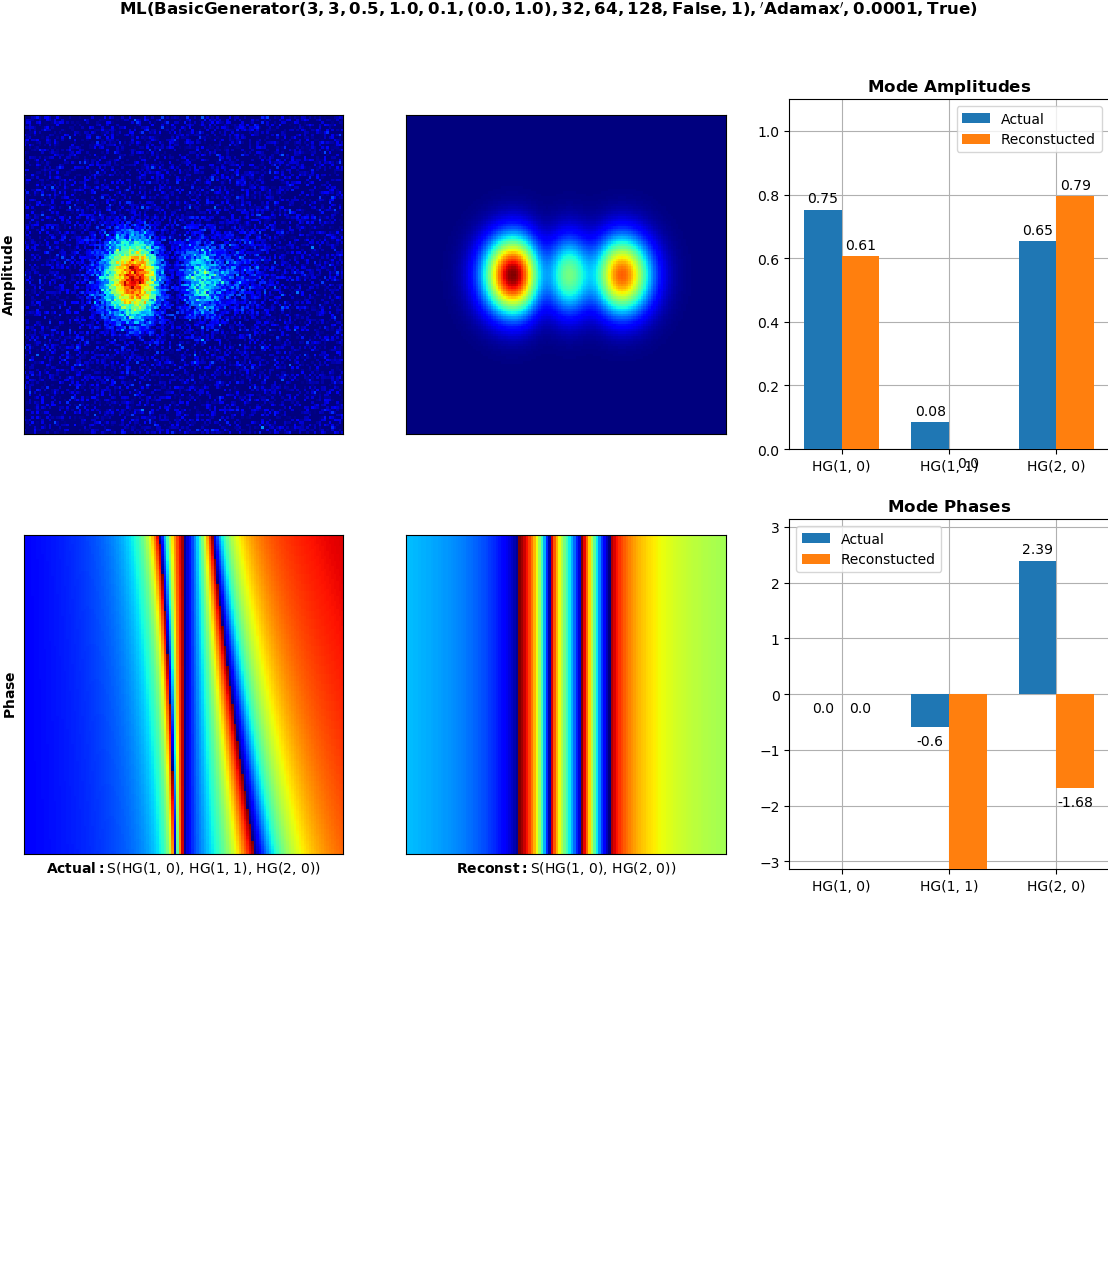 ML(BasicGenerator(3, 3, 0.5, 1.0, 0.1, (0.0, 1.0), 32, 64, 128, False, 1), 'Adamax', 0.0001, True)
Amplitude
Mode Amplitudes
Actual
Reconstucted
1.0
0.8
0.6
0.4
0.2
0.0
0.75
0.61
0.08
0.0
0.65
0.79
HG(1, 0)
HG(1, 1)
HG(2, 0)
Phase
Actual: S(HG(1, 0), HG(1, 1), HG(2, 0))
Reconst: S(HG(1, 0), HG(2, 0))
Mode Phases
Actual
Reconstucted
3
2
1
0
−1
−2
−3
0.0
0.0
-0.6
2.39
-1.68
HG(1, 0)
HG(1, 1)
HG(2, 0)